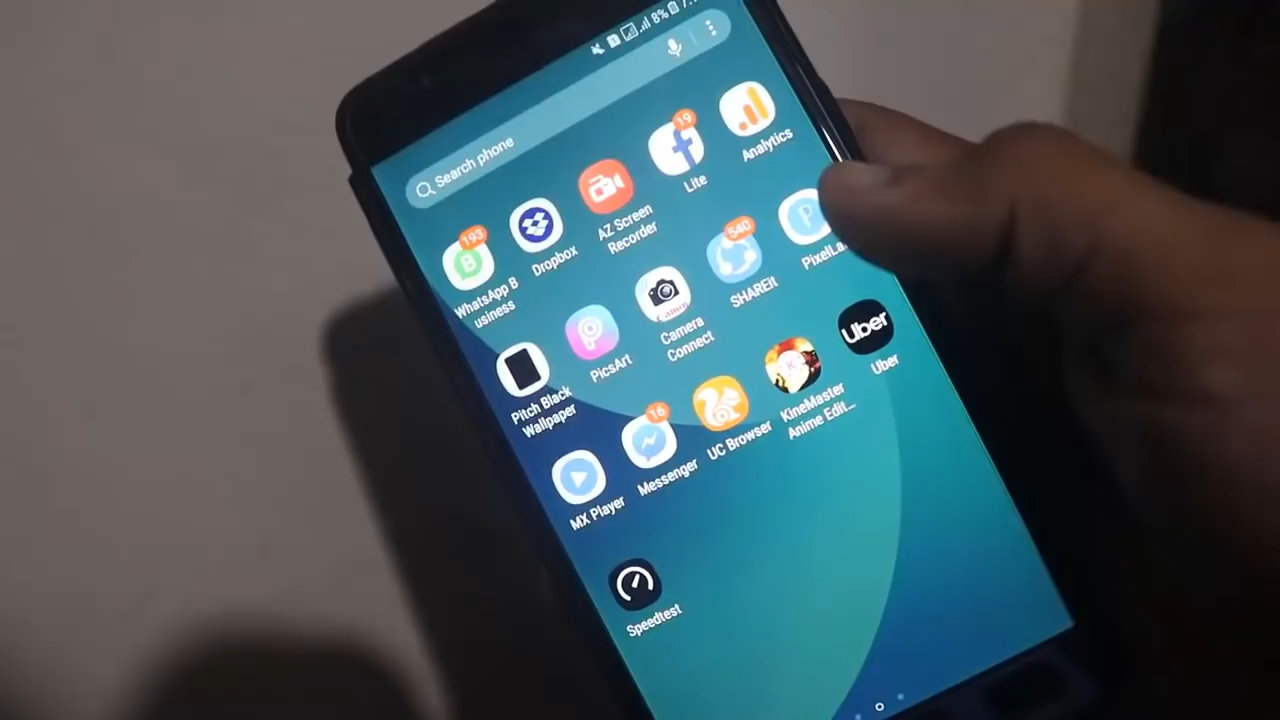 8%
Search phone
193
WhatsApp B
usiness
Dropbox
AZ Screen
Recorder
19
Lite
Analytics
Pitch Black
Wallpaper
PicsArt
Canon
Camera
Connect
540
SHAREit
MX Player
16
Messenger
UC Browser
K
KineMaster
Anime Edit...
Uber
Uber
Speedtest